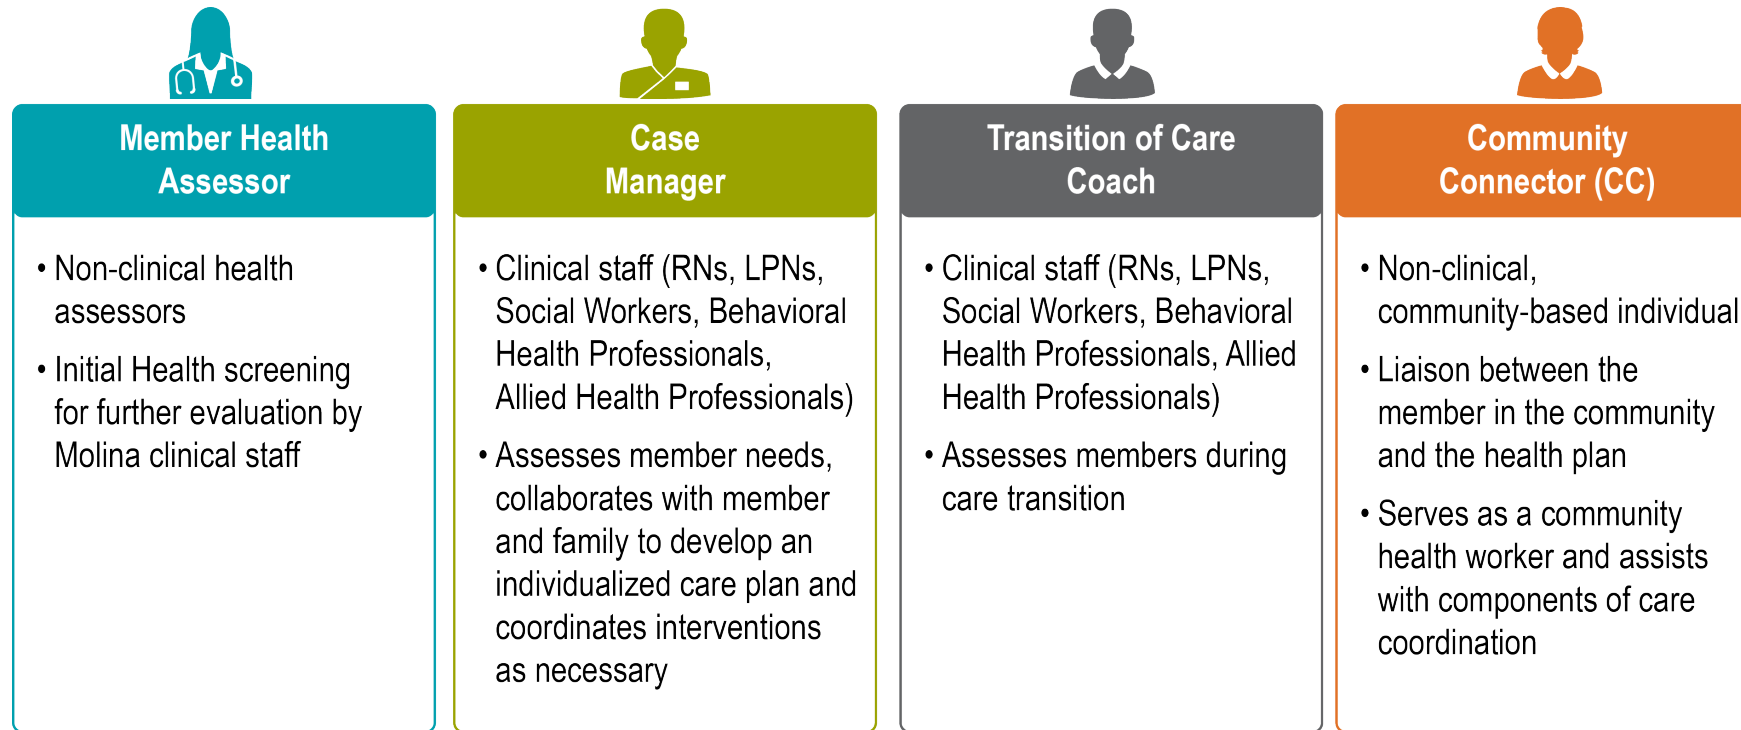 Member Health
Assessor
• Non-clinical health
assessors
• Initial Health screening
for further evaluation by
Molina clinical staff
Case
Manager
• Clinical staff (RNs, LPNs,
Social Workers, Behavioral
Health Professionals,
Allied Health Professionals)
• Assesses member needs,
collaborates with member
and family to develop an
individualized care plan and
coordinates interventions
as necessary
Transition of Care
Coach
• Clinical staff (RNs, LPNs,
Social Workers, Behavioral
Health Professionals, Allied
Health Professionals)
• Assesses members during
care transition
Community
Connector (CC)
• Non-clinical,
community-based individual
• Liaison between the
member in the community
and the health plan
• Serves as a community
health worker and assists
with components of care
coordination